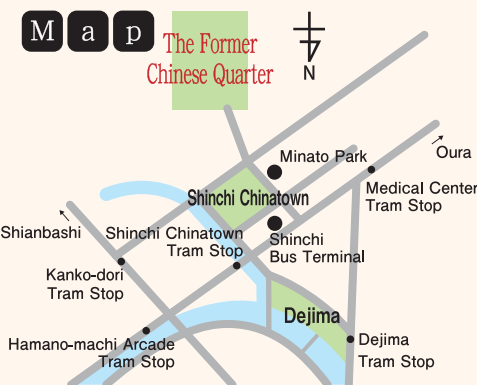 Map
The Former
Chinese Quarter
N
Minato Park
Oura
Medical Center
Tram Stop
Shinchi Chinatown
Shianbashi
Shinchi Chinatown
Tram Stop
Shinchi
Bus Terminal
Kanko-dori
Tram Stop
Dejima
Hamano-machi Arcade
Tram Stop
Dejima
Tram Stop